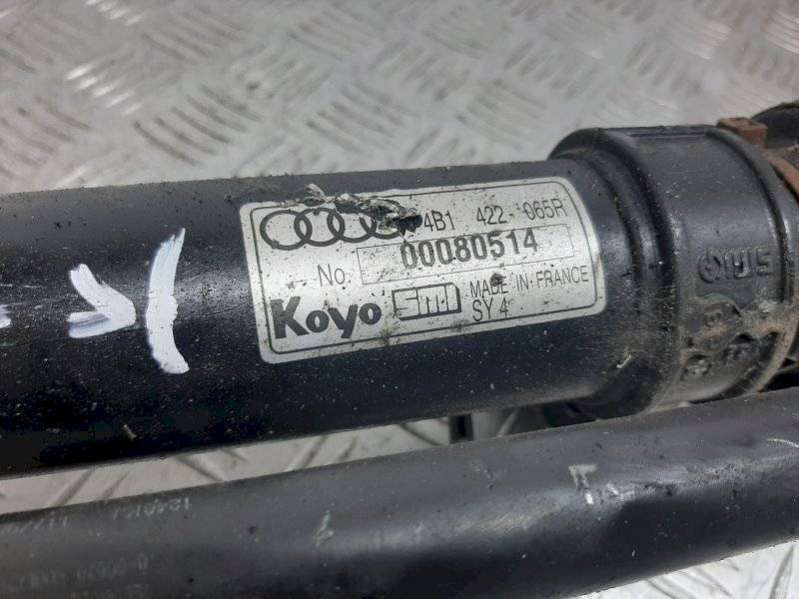 4B1 422- 065R
No. 00080514
Koyo SMI MADE IN FRANCE
SY 4